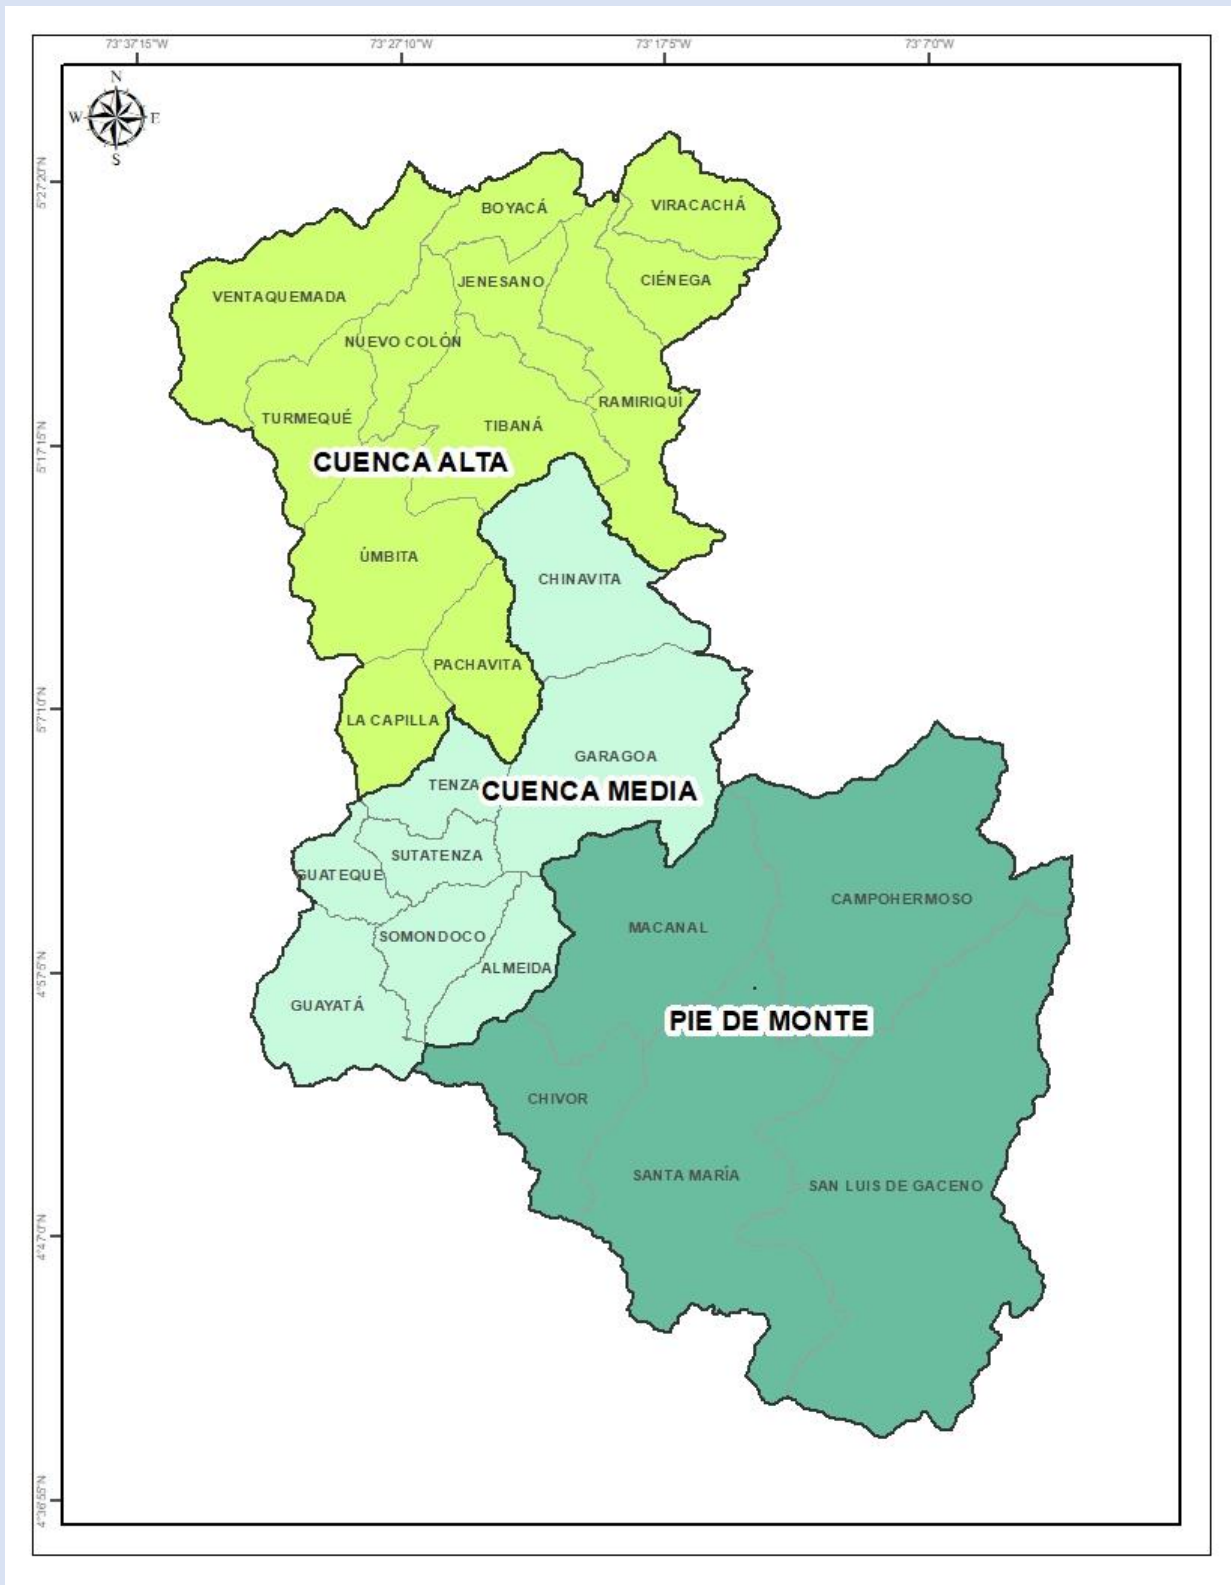 73°37'15"W
73°27'10"W
73°17'5"W
73°7'0"W
N
W
E
S
5°27'20"N
5°17'15"N
5°7'10"N
4°57'5"N
4°47'0"N
4°36'55"N
BOYACÁ
VIRACACHÁ
JENESANO
CIÉNEGA
VENTAQUEMADA
NUEVO COLÓN
RAMIRIQUÍ
TURMEQUÉ
TIBANÁ
CUENCA ALTA
ÚMBITA
CHINAVITA
PACHAVITA
LA CAPILLA
GARAGOA
TENZA
CUENCA MEDIA
SUTATENZA
GUATEQUE
CAMPOHERMOSO
MACANAL
SOMONDOCO
ALMEIDA
GUAYATÁ
PIE DE MONTE
CHIVOR
SANTA MARÍA
SAN LUIS DE GACENO